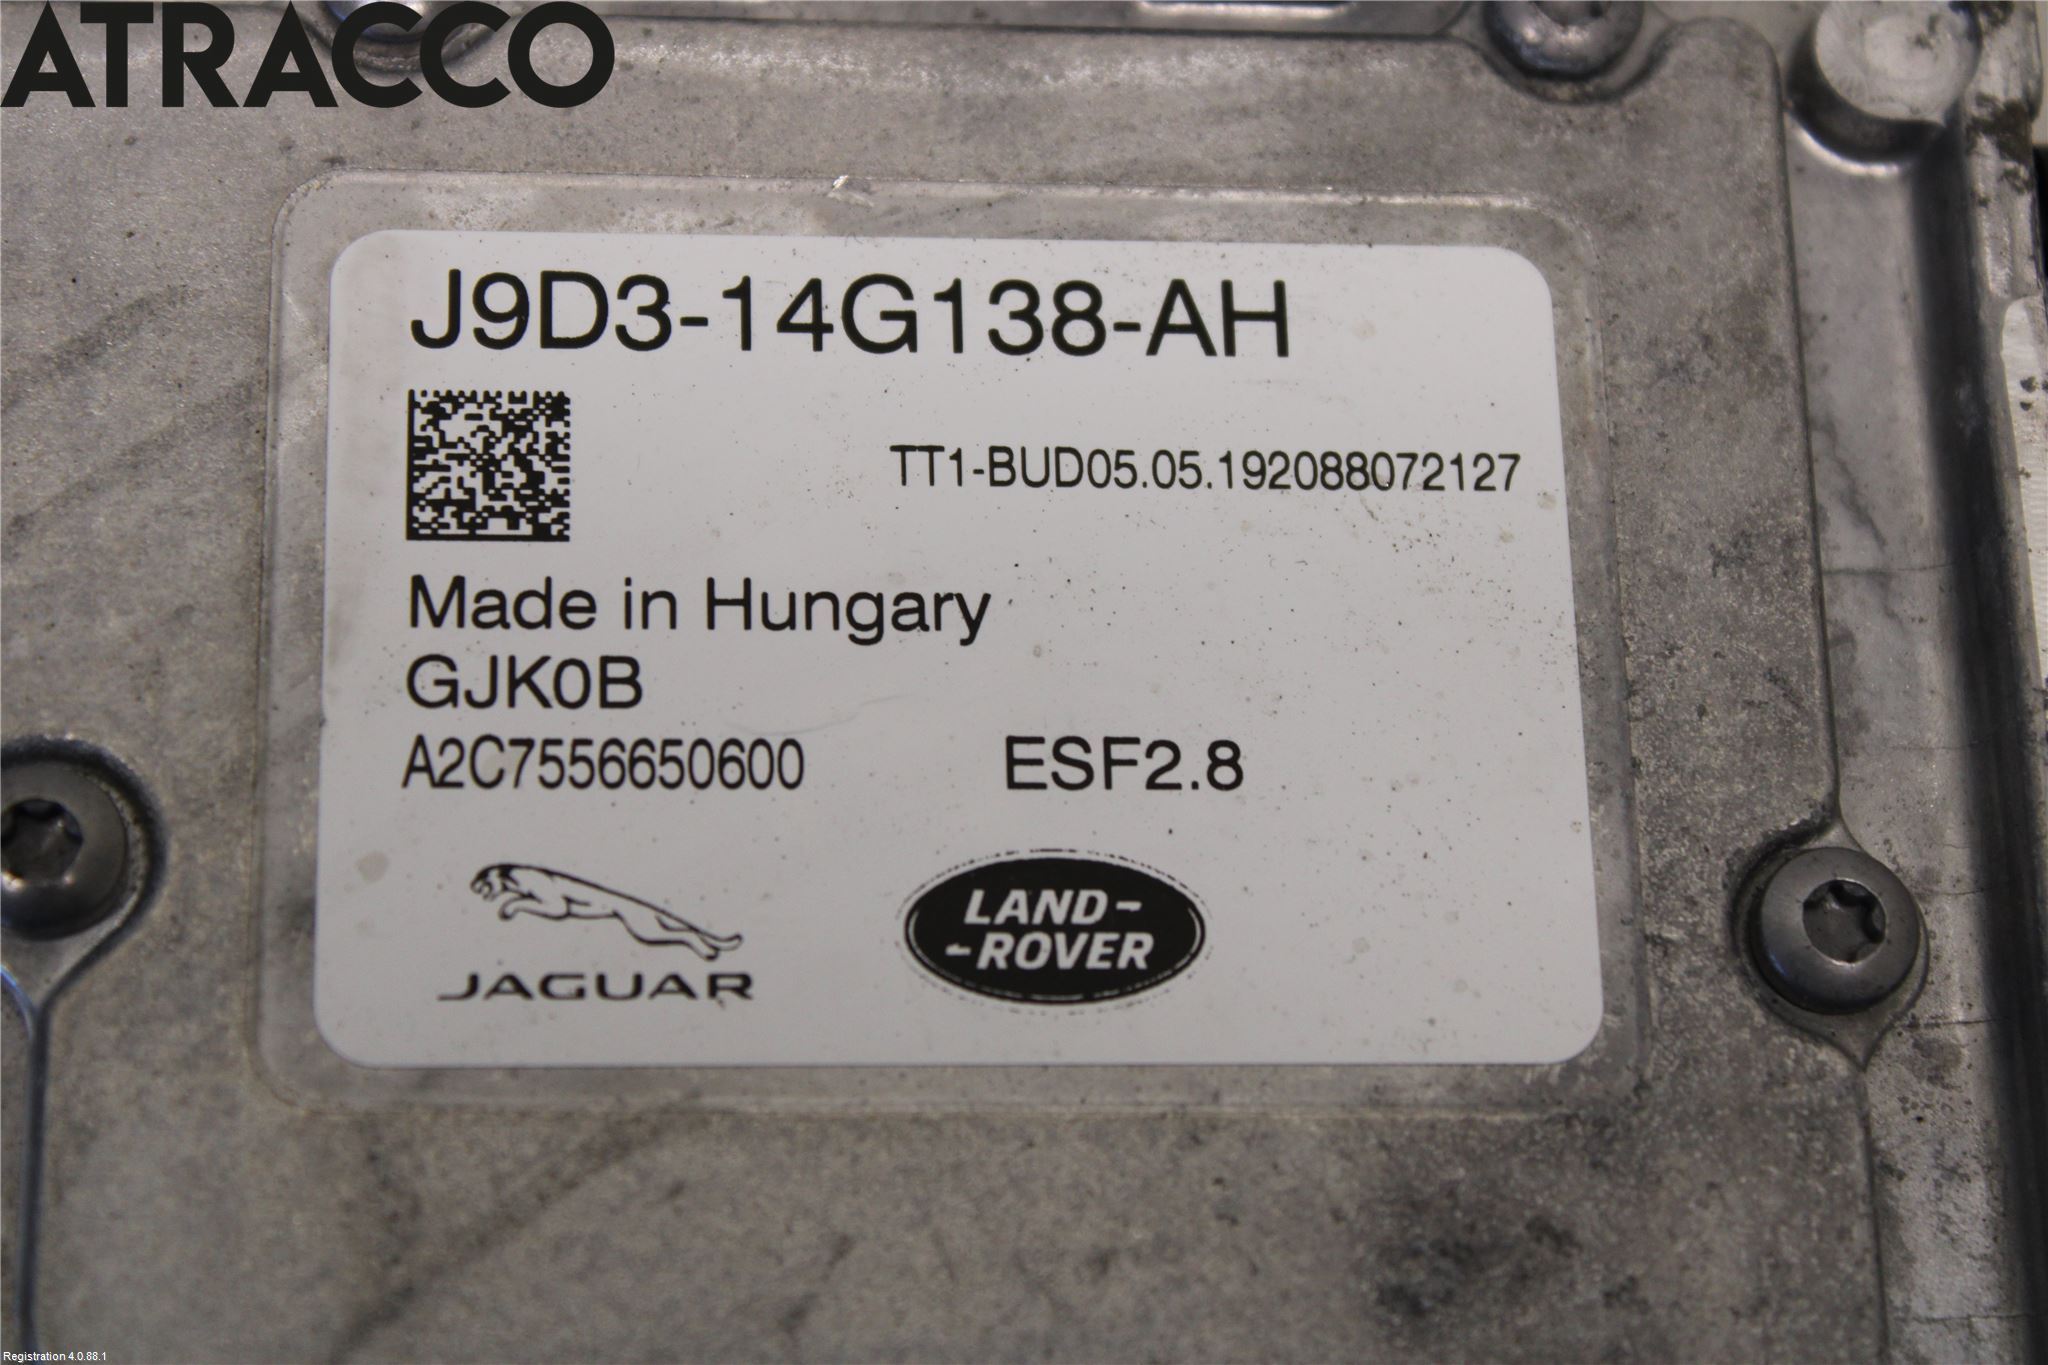 ATRACCO
J9D3-14G138-AH
TT1-BUD05.05.192088072127
Made in Hungary
GJK0B
A2C7556650600 ESF2.8
JAGUAR
LAND-
-ROVER
Registration 4.0.88.1